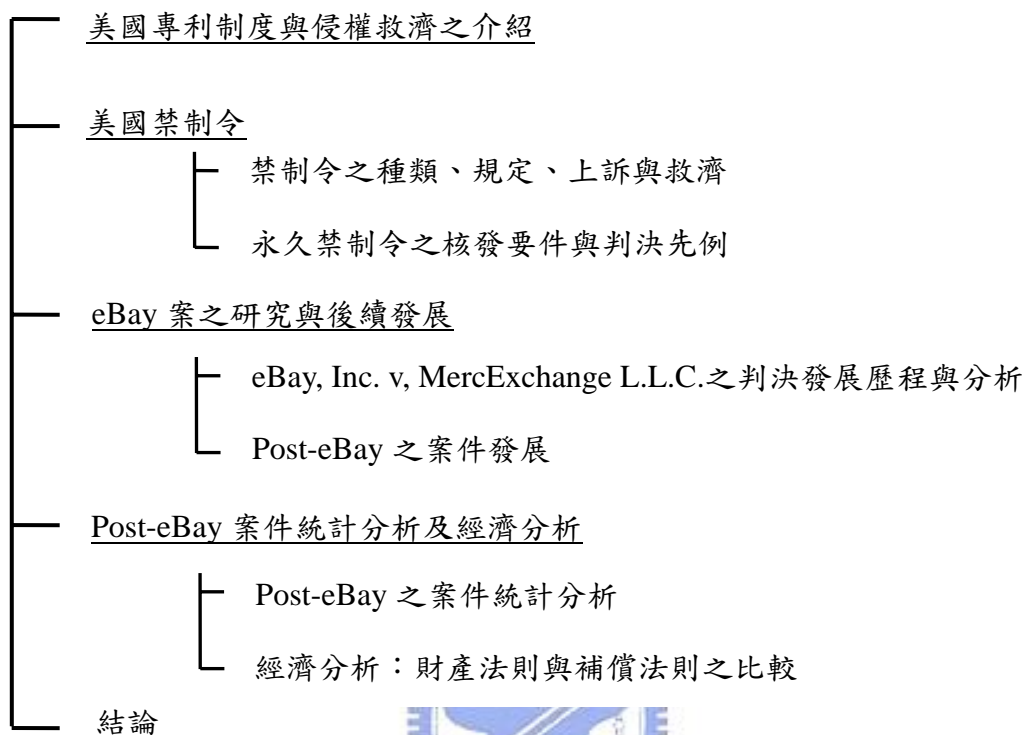 美國專利制度與侵權救濟之介紹
美國禁制令
禁制令之種類、規定、上訴與救濟
永久禁制令之核發要件與判決先例
eBay 案之研究與後續發展
eBay, Inc. v, MercExchange L.L.C.之判決發展歷程與分析
Post-eBay 之案件發展
Post-eBay 案件統計分析及經濟分析
Post-eBay 之案件統計分析
經濟分析：財產法則與補償法則之比較
結論